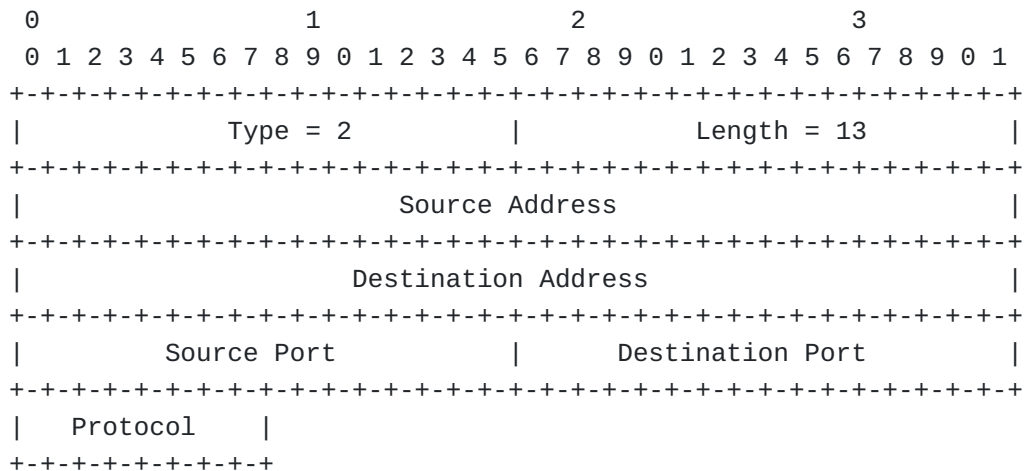 0                   1                   2                   3
0 1 2 3 4 5 6 7 8 9 0 1 2 3 4 5 6 7 8 9 0 1 2 3 4 5 6 7 8 9 0 1
+-+-+-+-+-+-+-+-+-+-+-+-+-+-+-+-+-+-+-+-+-+-+-+-+-+-+-+-+-+-+-+-+
|             Type = 2          |           Length = 13         |
+-+-+-+-+-+-+-+-+-+-+-+-+-+-+-+-+-+-+-+-+-+-+-+-+-+-+-+-+-+-+-+-+
|                        Source Address                         |
+-+-+-+-+-+-+-+-+-+-+-+-+-+-+-+-+-+-+-+-+-+-+-+-+-+-+-+-+-+-+-+-+
|                     Destination Address                       |
+-+-+-+-+-+-+-+-+-+-+-+-+-+-+-+-+-+-+-+-+-+-+-+-+-+-+-+-+-+-+-+-+
|         Source Port           |      Destination Port         |
+-+-+-+-+-+-+-+-+-+-+-+-+-+-+-+-+-+-+-+-+-+-+-+-+-+-+-+-+-+-+-+-+
|   Protocol    |
+-+-+-+-+-+-+-+-+